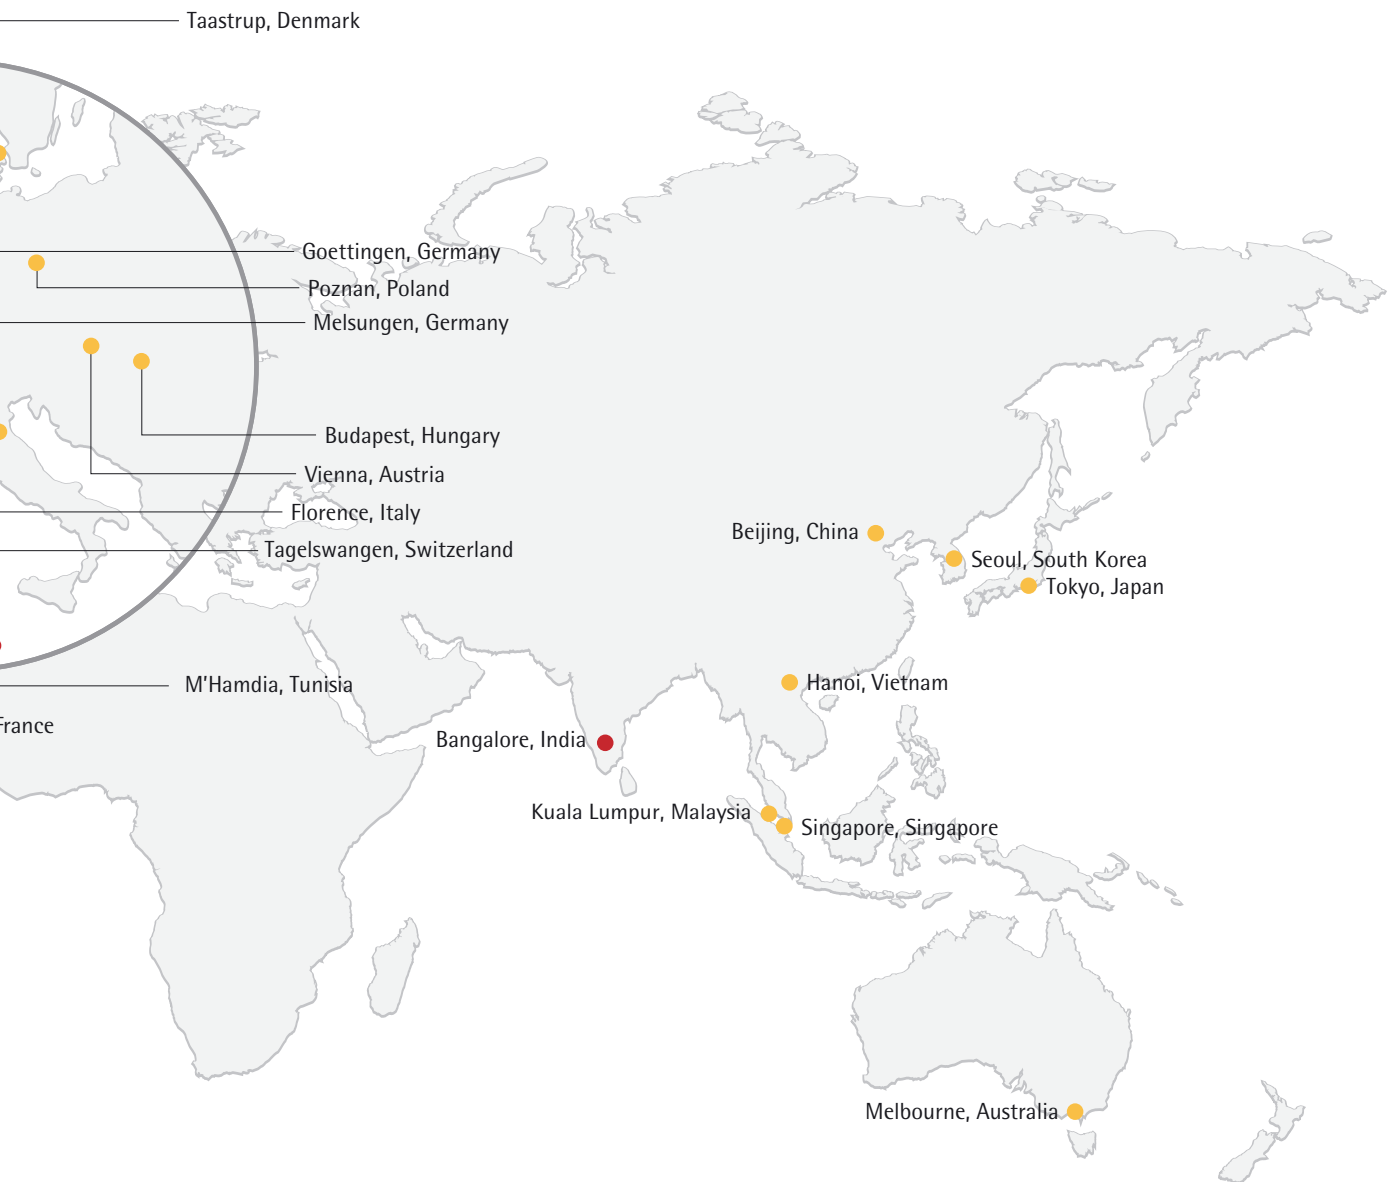 Taastrup, Denmark
Goettingen, Germany
Poznan, Poland
Melsungen, Germany
Budapest, Hungary
Vienna, Austria
Florence, Italy
Tagelswangen, Switzerland
Beijing, China
Seoul, South Korea
Tokyo, Japan
M'Hamdia, Tunisia
Hanoi, Vietnam
France
Bangalore, India
Kuala Lumpur, Malaysia
Singapore, Singapore
Melbourne, Australia